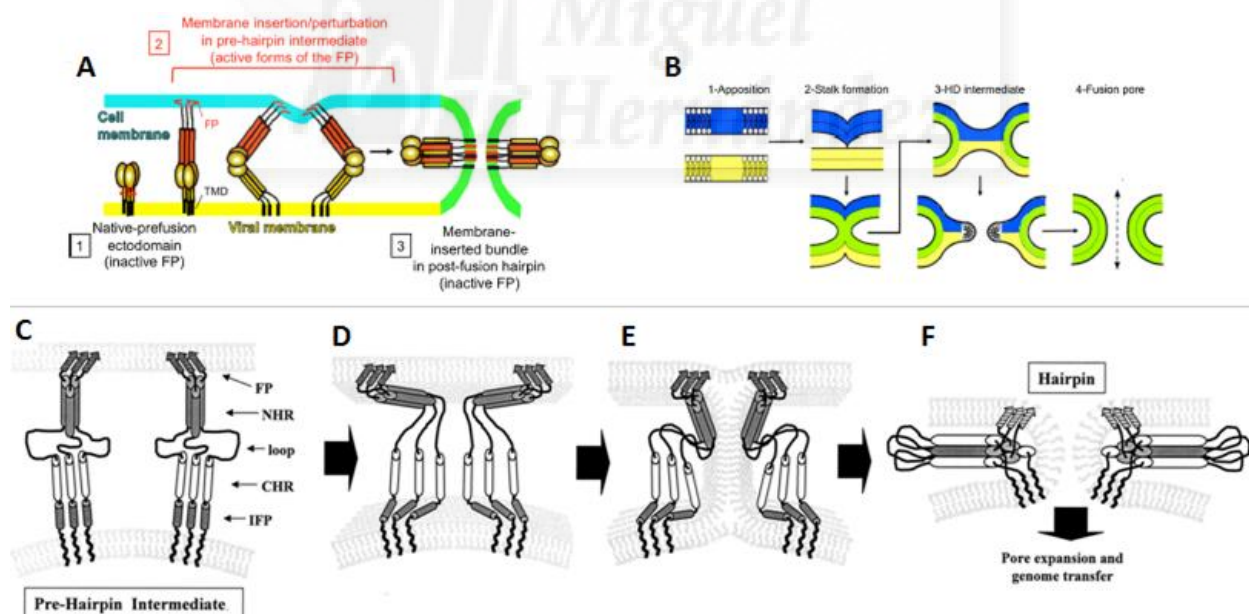 Miguel
Hernández
A
2
Membrane insertion/perturbation
in pre-hairpin intermediate
(active forms of the FP)
Cell
membrane
FP
TMD
Viral membrane
1
Native-prefusion
ectodomain
(inactive FP)
3
Membrane-
inserted bundle
in post-fusion hairpin
(inactive FP)
B
1-Apposition
2-Stalk formation
3-HD intermediate
4-Fusion pore
C
FP
NHR
loop
CHR
IFP
Pre-Hairpin Intermediate.
D
E
F
Hairpin
Pore expansion and
genome transfer